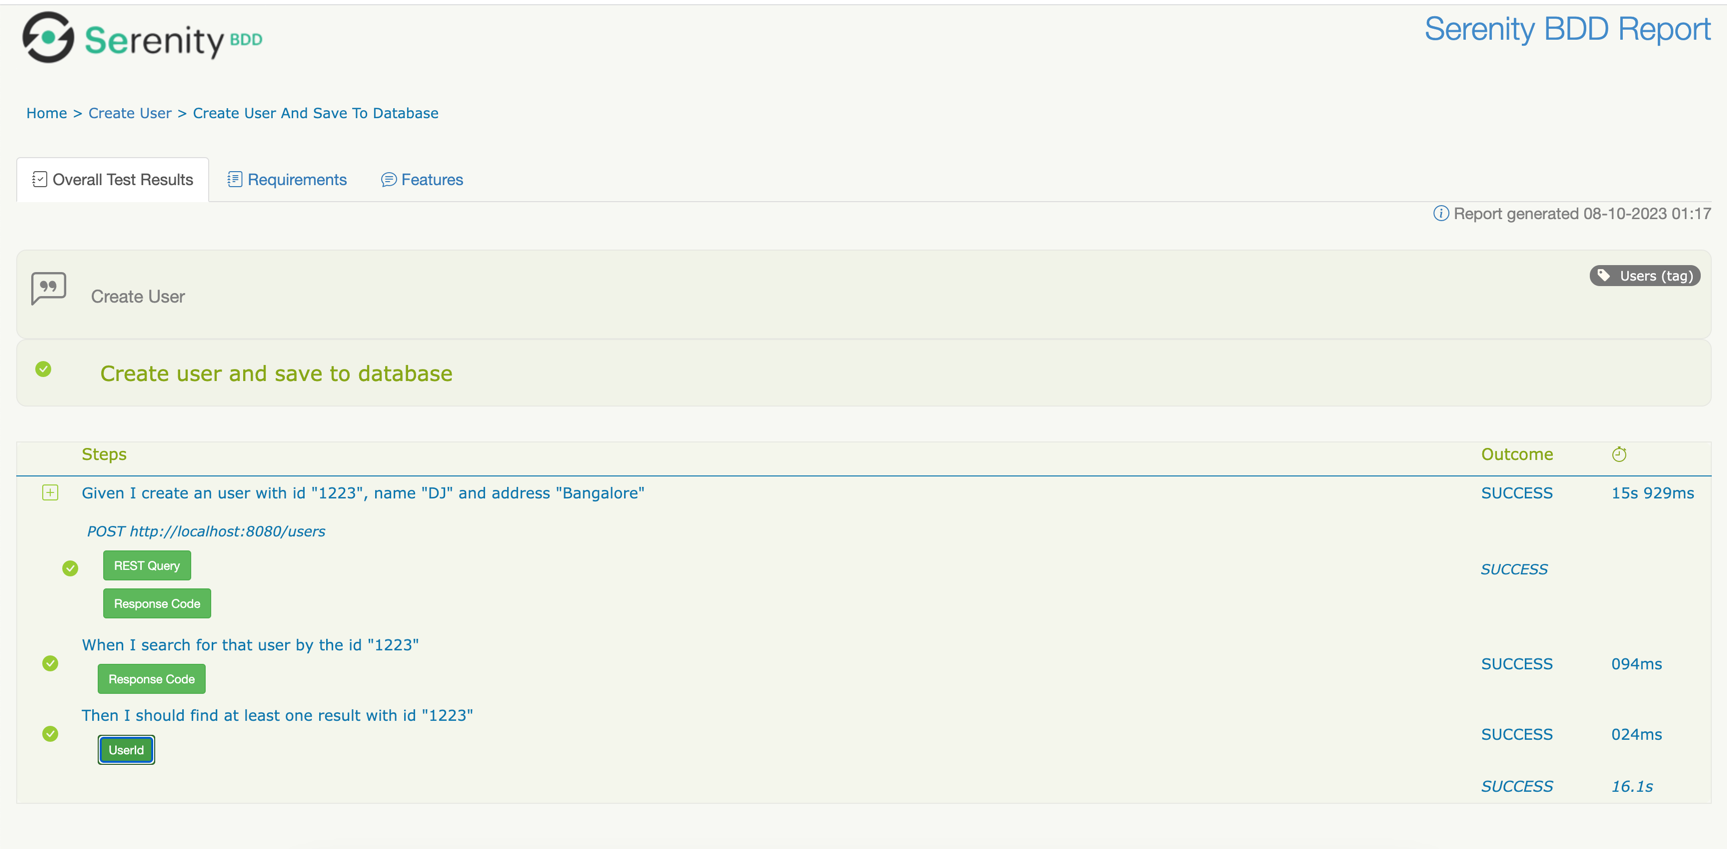 Serenity BDD
Serenity BDD Report
Home > Create User > Create User And Save To Database
Overall Test Results Requirements Features
Report generated 08-10-2023 01:17
Users (tag)
Create User
Create user and save to database
Steps Outcome
Given I create an user with id "1223", name "DJ" and address "Bangalore" SUCCESS 15s 929ms
POST http://localhost:8080/users
REST Query
SUCCESS
Response Code
When I search for that user by the id "1223"
SUCCESS 094ms
Response Code
Then I should find at least one result with id "1223"
SUCCESS 024ms
UserId
SUCCESS 16.1s